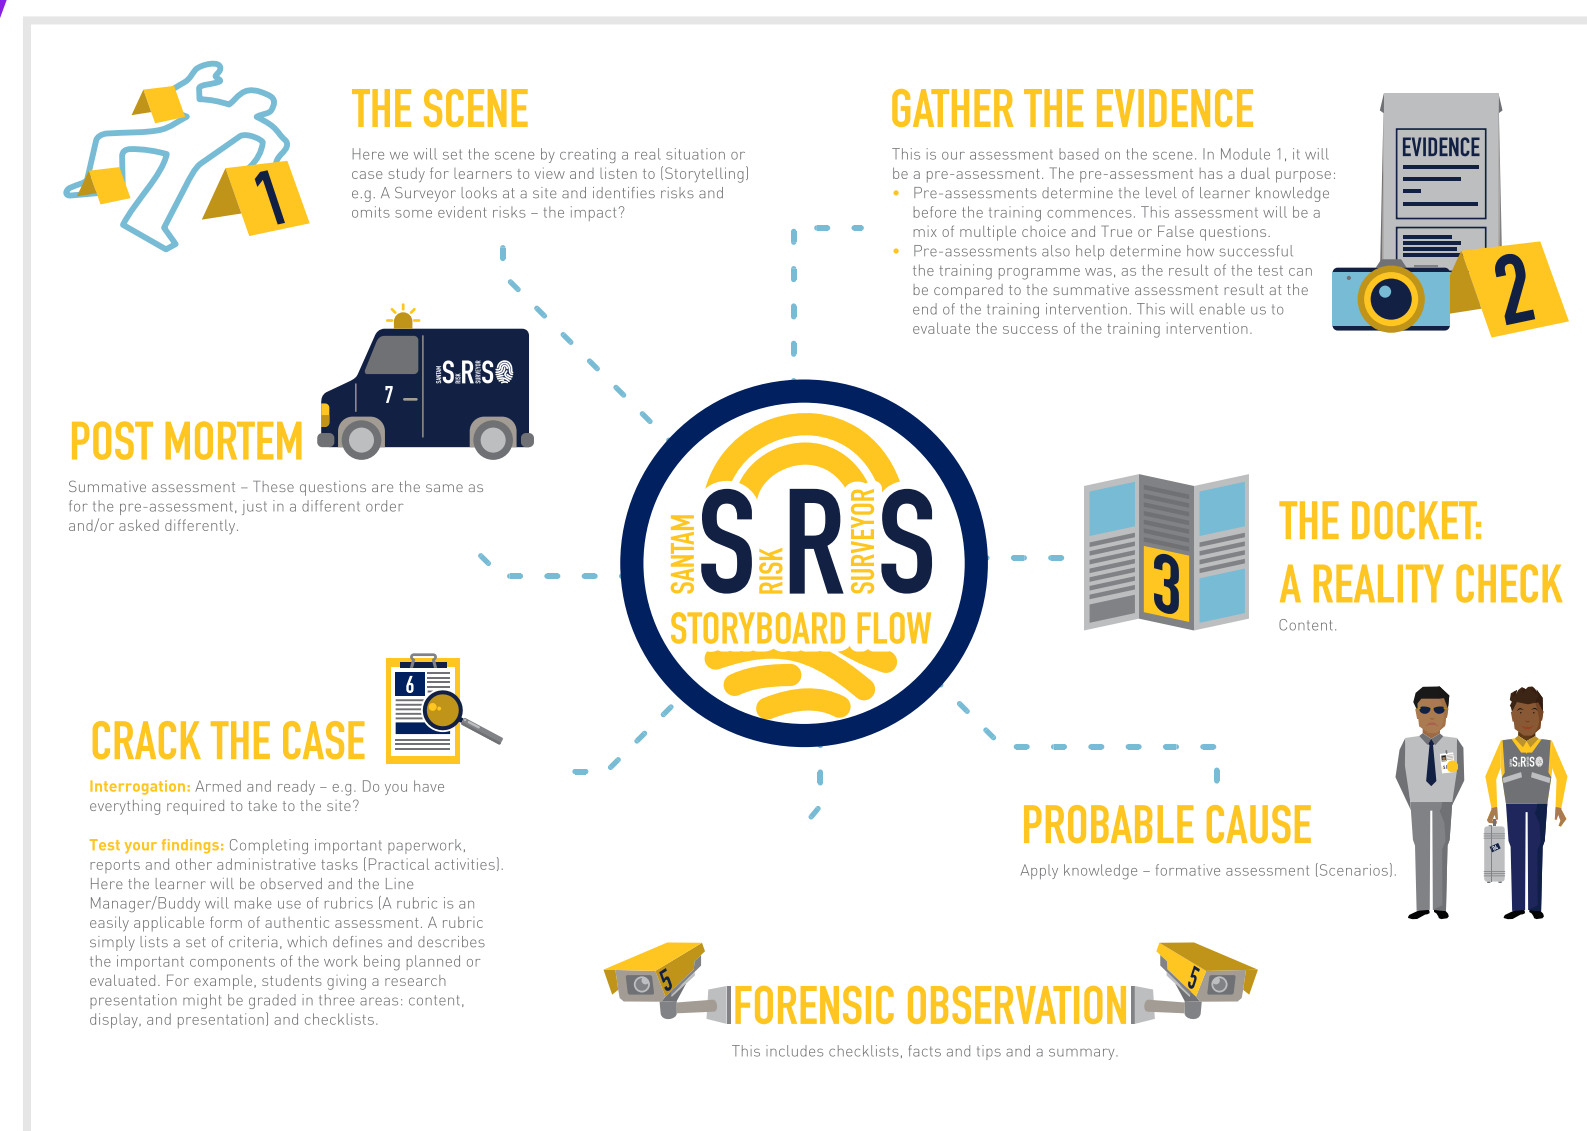 THE SCENE
Here we will set the scene by creating a real situation or
case study for learners to view and listen to (Storytelling)
e.g. A Surveyor looks at a site and identifies risks and
omits some evident risks – the impact?
1
GATHER THE EVIDENCE
This is our assessment based on the scene. In Module 1, it will
be a pre-assessment. The pre-assessment has a dual purpose:
• Pre-assessments determine the level of learner knowledge
before the training commences. This assessment will be a
mix of multiple choice and True or False questions.
• Pre-assessments also help determine how successful
the training programme was, as the result of the test can
be compared to the summative assessment result at the
end of the training intervention. This will enable us to
evaluate the success of the training intervention.
EVIDENCE
2
SANTAM S RISK R SURVEYOR S
7
POST MORTEM
Summative assessment – These questions are the same as
for the pre-assessment, just in a different order
and/or asked differently.
SANTAM S RISK R SURVEYOR S
STORYBOARD FLOW
3
THE DOCKET:
A REALITY CHECK
Content.
6
CRACK THE CASE
Interrogation: Armed and ready – e.g. Do you have
everything required to take to the site?
Test your findings: Completing important paperwork,
reports and other administrative tasks (Practical activities).
Here the learner will be observed and the Line
Manager/Buddy will make use of rubrics (A rubric is an
easily applicable form of authentic assessment. A rubric
simply lists a set of criteria, which defines and describes
the important components of the work being planned or
evaluated. For example, students giving a research
presentation might be graded in three areas: content,
display, and presentation) and checklists.
SRS
PROBABLE CAUSE
Apply knowledge – formative assessment (Scenarios).
5
5
FORENSIC OBSERVATION
This includes checklists, facts and tips and a summary.